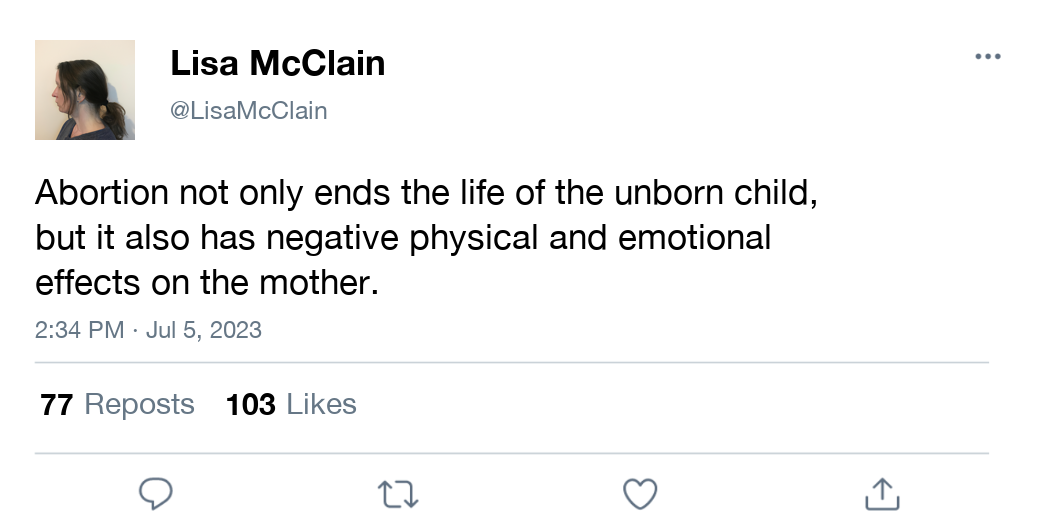 Lisa McClain
@LisaMcClain
Abortion not only ends the life of the unborn child,
but it also has negative physical and emotional
effects on the mother.
2:34 PM · Jul 5, 2023
77 Reposts 103 Likes